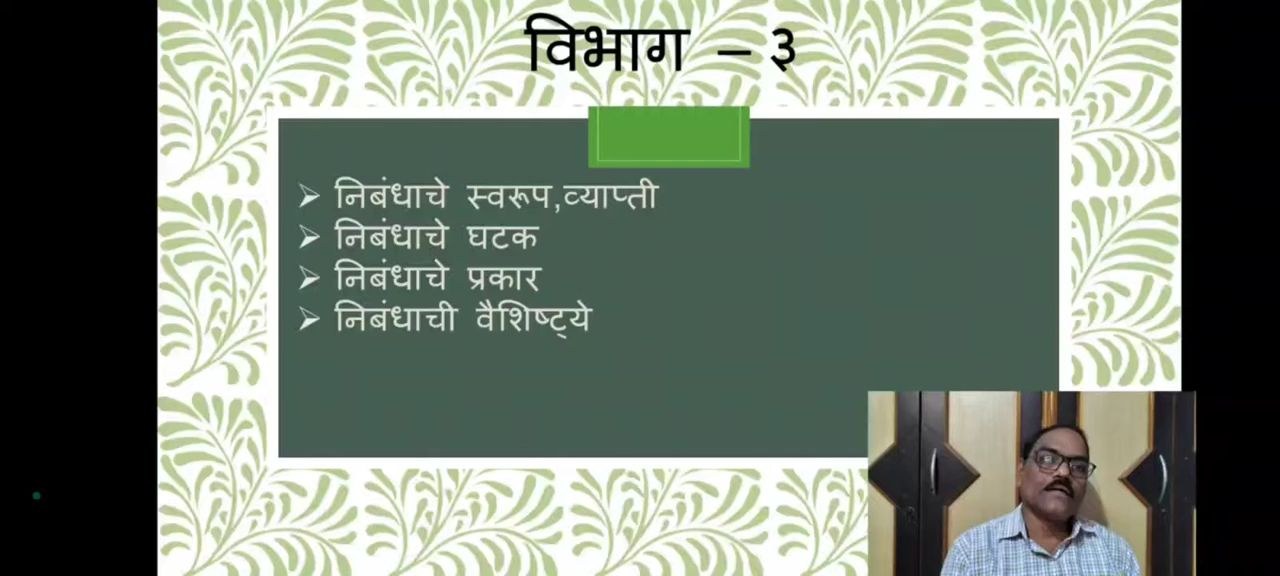 विभाग – ३
➢ निबंधाचे स्वरूप,व्याप्ती
➢ निबंधाचे घटक
➢ निबंधाचे प्रकार
➢ निबंधाची वैशिष्ट्ये